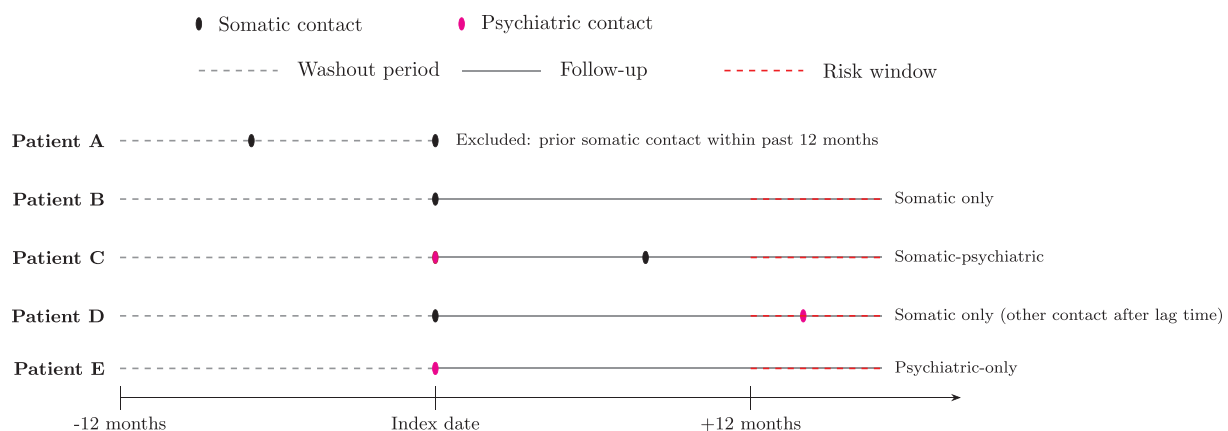 Somatic contact Psychiatric contact
Washout period Follow-up Risk window
Patient A Excluded: prior somatic contact within past 12 months
Patient B Somatic only
Patient C Somatic-psychiatric
Patient D Somatic only (other contact after lag time)
Patient E Psychiatric-only
-12 months Index date +12 months